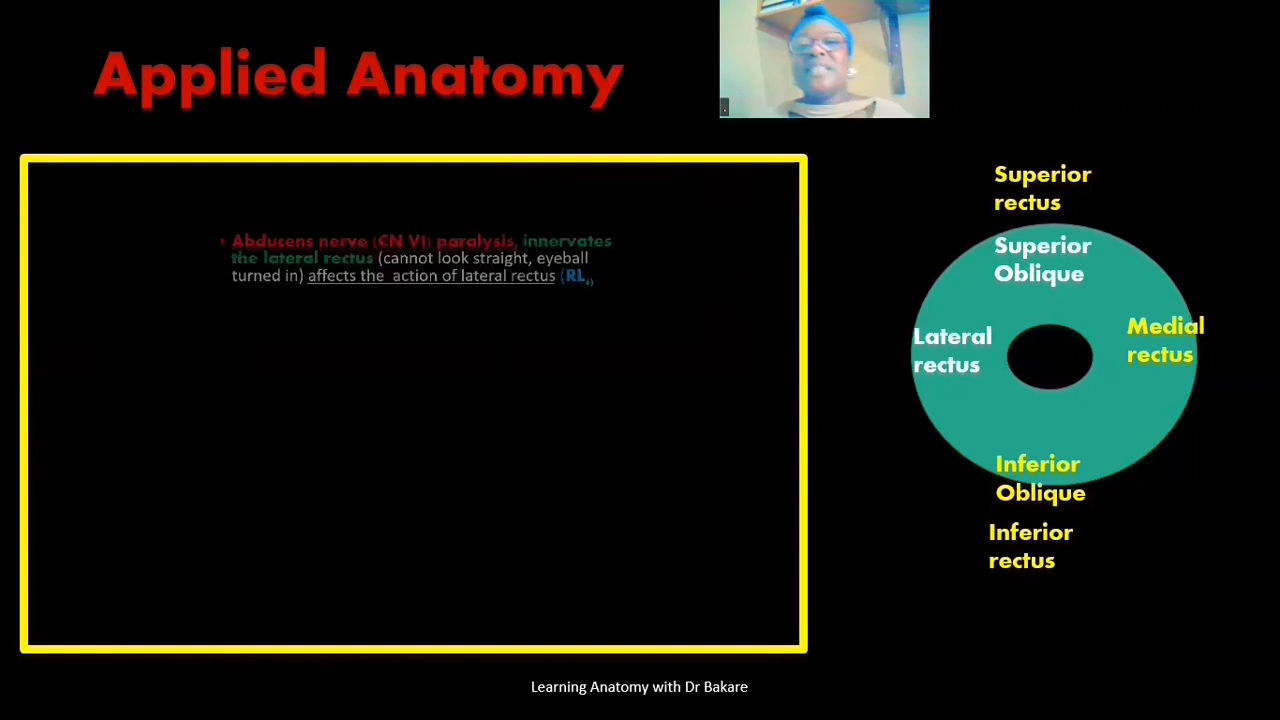 Applied Anatomy
• Abducens nerve (CN VI) paralysis, innervates
the lateral rectus (cannot look straight, eyeball
turned in) affects the action of lateral rectus (RL6)
Superior
rectus
Superior
Oblique
Lateral
rectus
Medial
rectus
Inferior
Oblique
Inferior
rectus
Learning Anatomy with Dr Bakare